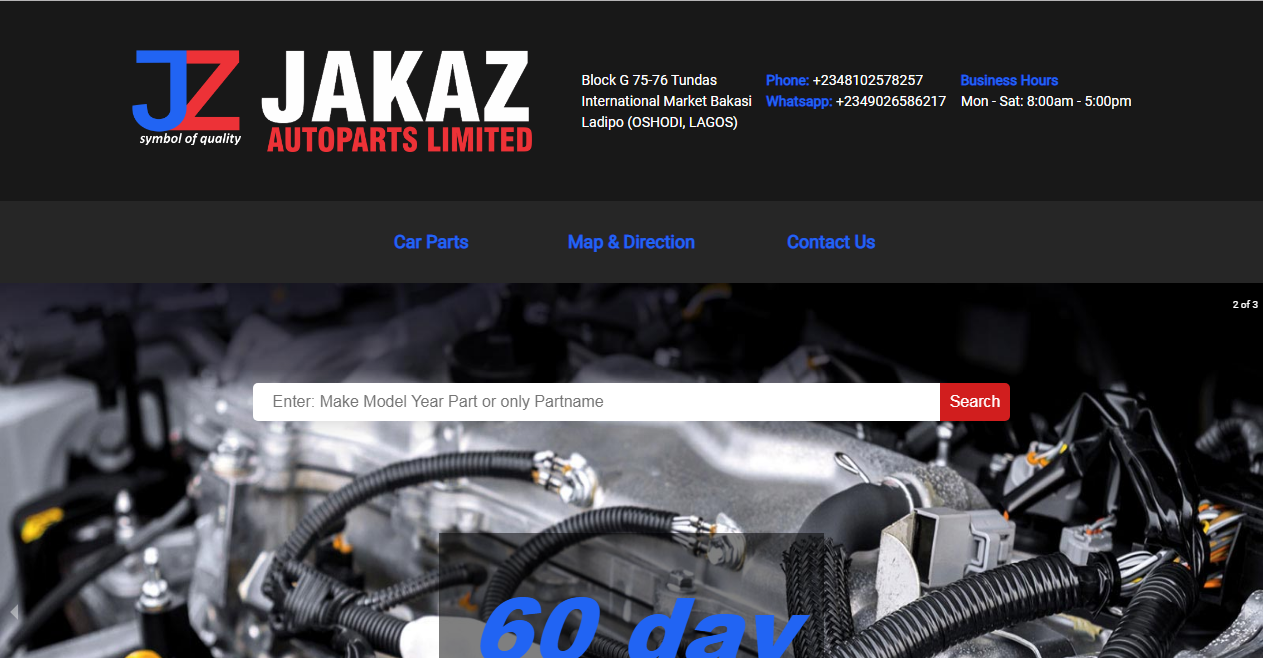 JZ
symbol of quality
JAKAZ
AUTOPARTS LIMITED
Block G 75-76 Tundas
International Market Bakasi
Ladipo (OSHODI, LAGOS)
Phone: +2348102578257
Whatsapp: +2349026586217
Business Hours
Mon - Sat: 8:00am - 5:00pm
Car Parts
Map & Direction
Contact Us
2 of 3
Enter: Make Model Year Part or only Partname
Search
60 day